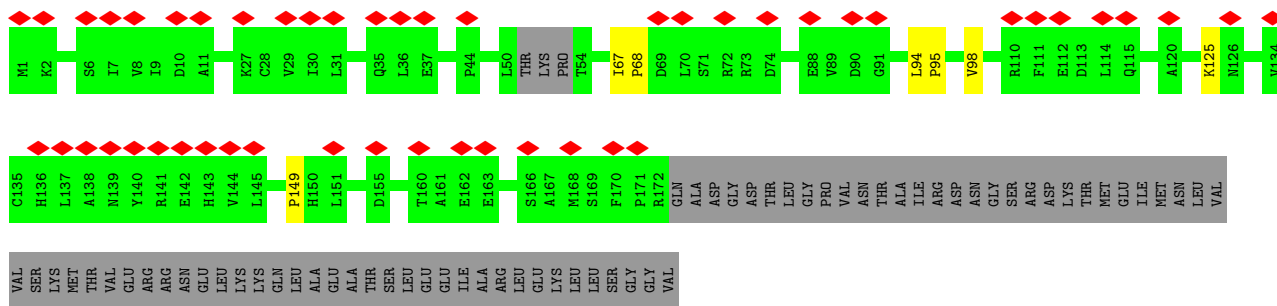 M1 K2 S6 I7 V8 I9 D10 A11 K27 C28 V29 I30 L31 Q35 L36 E37 P44 L50 THR LYS PRO T54 I67 P68 D69 L70 S71 R72 R73 D74 E88 V89 D90 G91 L94 P95 V98 R110 F111 E112 D113 L114 Q115 A120 K125 N126 V134
C135 H136 L137 A138 N139 Y140 R141 E142 H143 V144 L145 P149 H150 L151 D155 T160 A161 E162 E163 S166 A167 M168 S169 F170 P171 R172 GLN ALA ASP GLY ASP THR LEU GLY PRO VAL ASN THR ALA ILE ARG ASP ASN GLY SER ARG ASP LYS THR MET GLU ILE MET ASN LEU VAL
VAL SER LYS MET THR VAL GLU ARG ARG ASN GLU LEU LYS LYS GLN LEU ALA GLU ALA THR SER LEU GLU GLU ILE ALA ARG LEU GLU LYS LEU LEU SER GLY GLY VAL